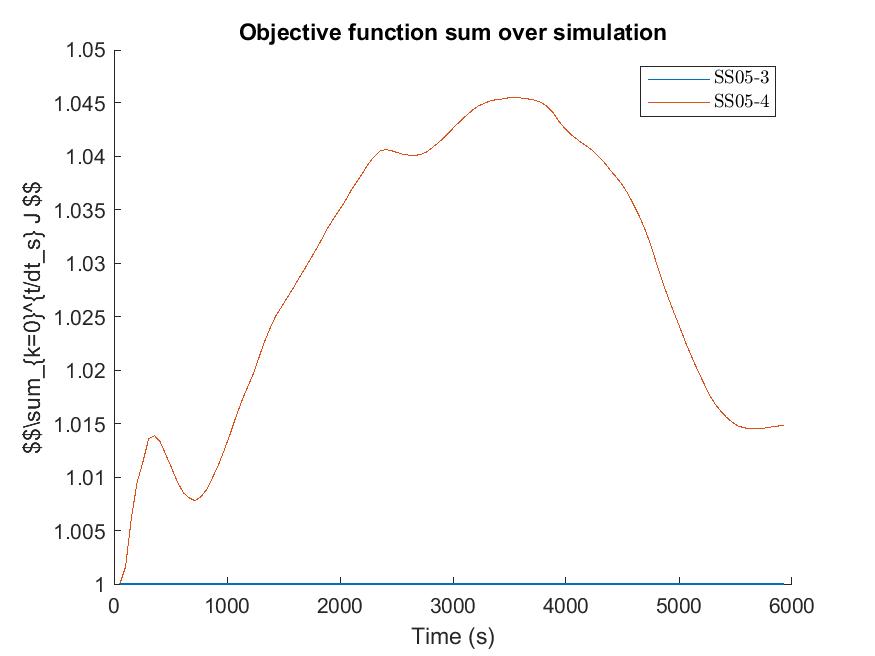 Objective function sum over simulation
1.05
1.045
1.04
1.035
1.03
1.025
1.02
1.015
1.01
1.005
1
$$\sum_{k=0}^{t/dt_s} J $$
SS05-3
SS05-4
0 1000 2000 3000 4000 5000 6000
Time (s)